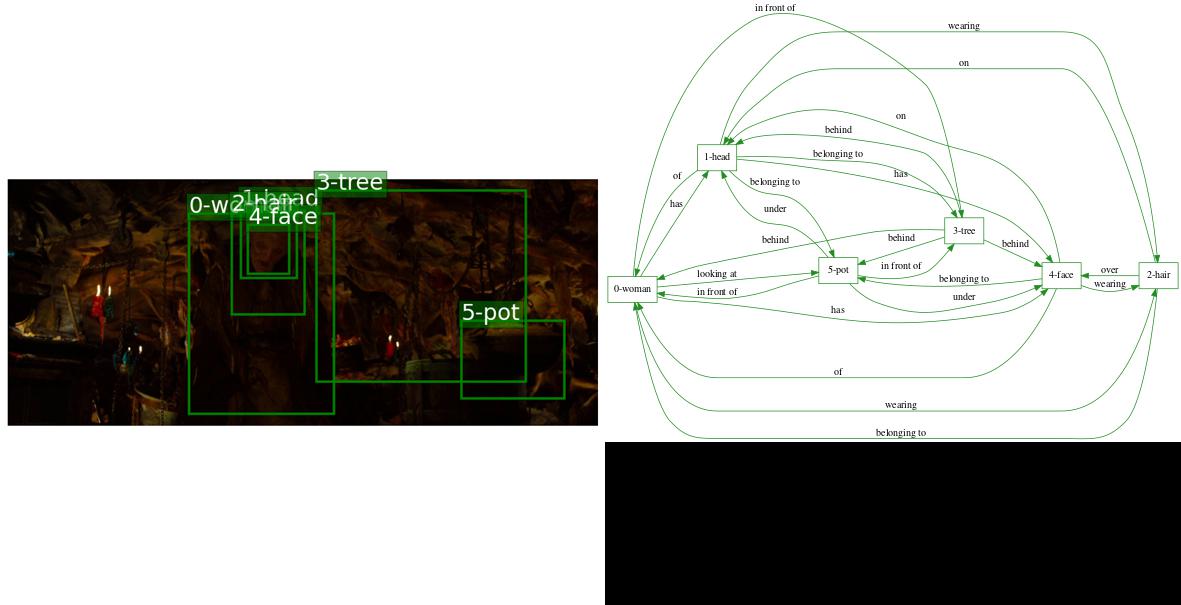 3-tree
0-wo
2-hair
1-head
4-face
5-pot
in front of
wearing
on
on
behind
1-head
belonging to
of
has
belonging to
has
under
3-tree
behind
behind
behind
5-pot
in front of
looking at
belonging to
4-face
over
2-hair
wearing
0-woman
in front of
under
has
of
wearing
belonging to